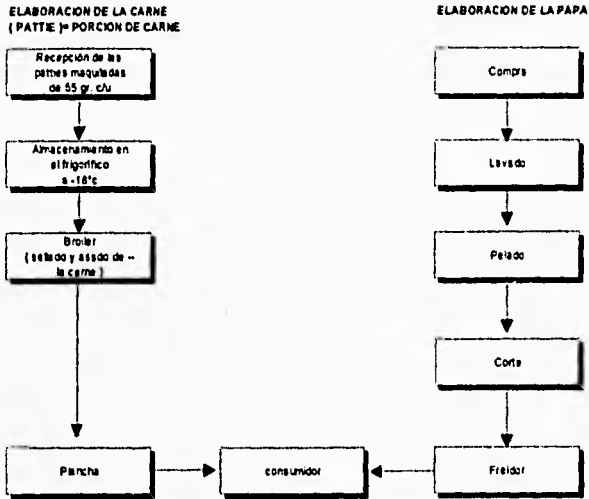 ELABORACION DE LA CARNE
( PATTIE )= PORCION DE CARNE
Recepción de las
patties maquiladas
de 55 gr. c/u
Almacenamiento en
el frigorífico
a -18°c
Broiler
( sellado y asado de --
la carne )
Plancha
consumidor
ELABORACION DE LA PAPA
Compra
Lavado
Pelado
Corte
Freidor